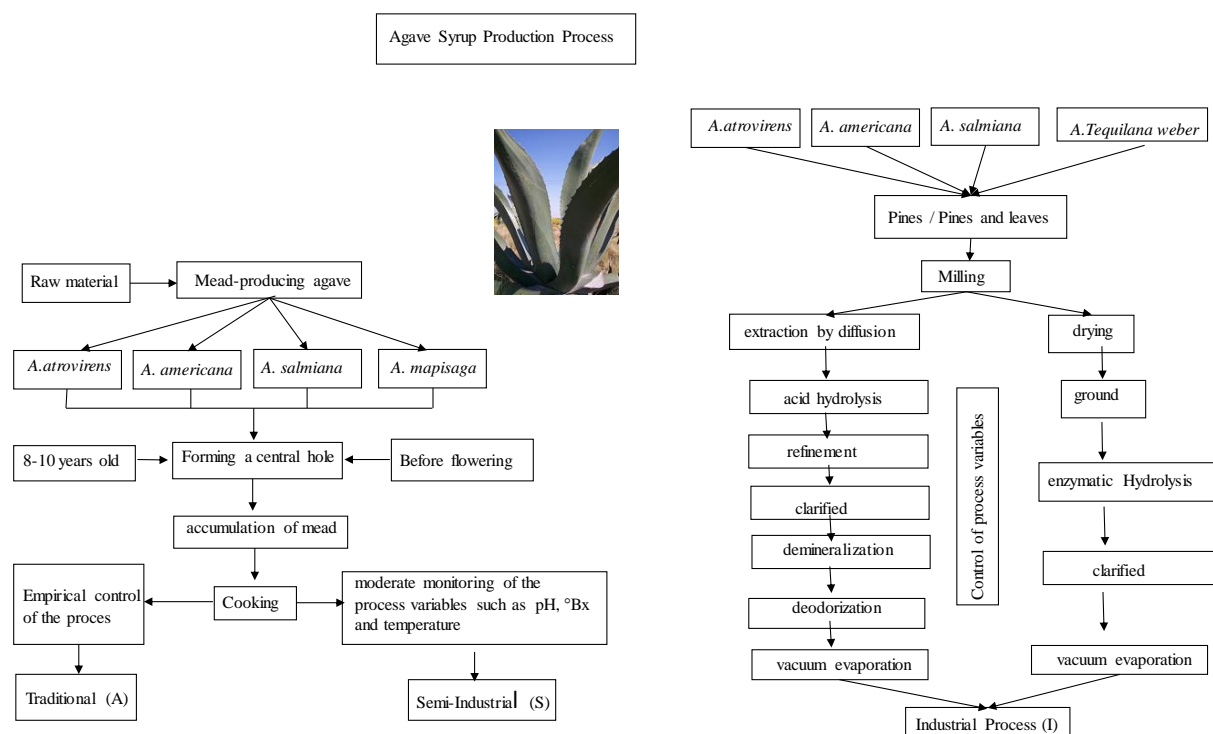 Agave Syrup Production Process
Raw material
Mead-producing agave
A.atrovirens
A. americana
A. salmiana
A. mapisaga
8-10 years old
Forming a central hole
Before flowering
accumulation of mead
Empirical control
of the proces
Cooking
moderate monitoring of the
process variables such as pH, °Bx
and temperature
Traditional (A)
Semi-Industrial (S)
A.atrovirens
A. americana
A. salmiana
A.Tequilana weber
Pines / Pines and leaves
Milling
extraction by diffusion
acid hydrolysis
refinement
clarified
demineralization
deodorization
vacuum evaporation
Control of process variables
drying
ground
enzymatic Hydrolysis
clarified
vacuum evaporation
Industrial Process (I)